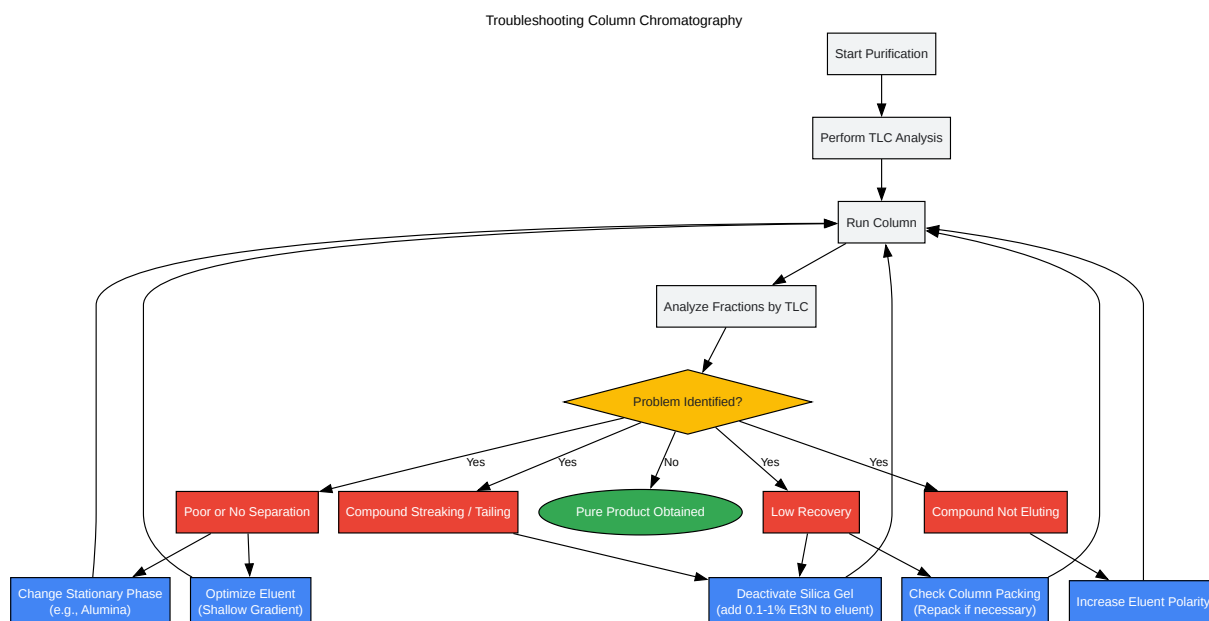 Troubleshooting Column Chromatography
Start Purification
Perform TLC Analysis
Run Column
Analyze Fractions by TLC
Problem Identified?
Yes
Yes
No
Yes
Yes
Poor or No Separation
Compound Streaking / Tailing
Pure Product Obtained
Low Recovery
Compound Not Eluting
Change Stationary Phase
(e.g., Alumina)
Optimize Eluent
(Shallow Gradient)
Deactivate Silica Gel
(add 0.1-1% Et3N to eluent)
Check Column Packing
(Repack if necessary)
Increase Eluent Polarity